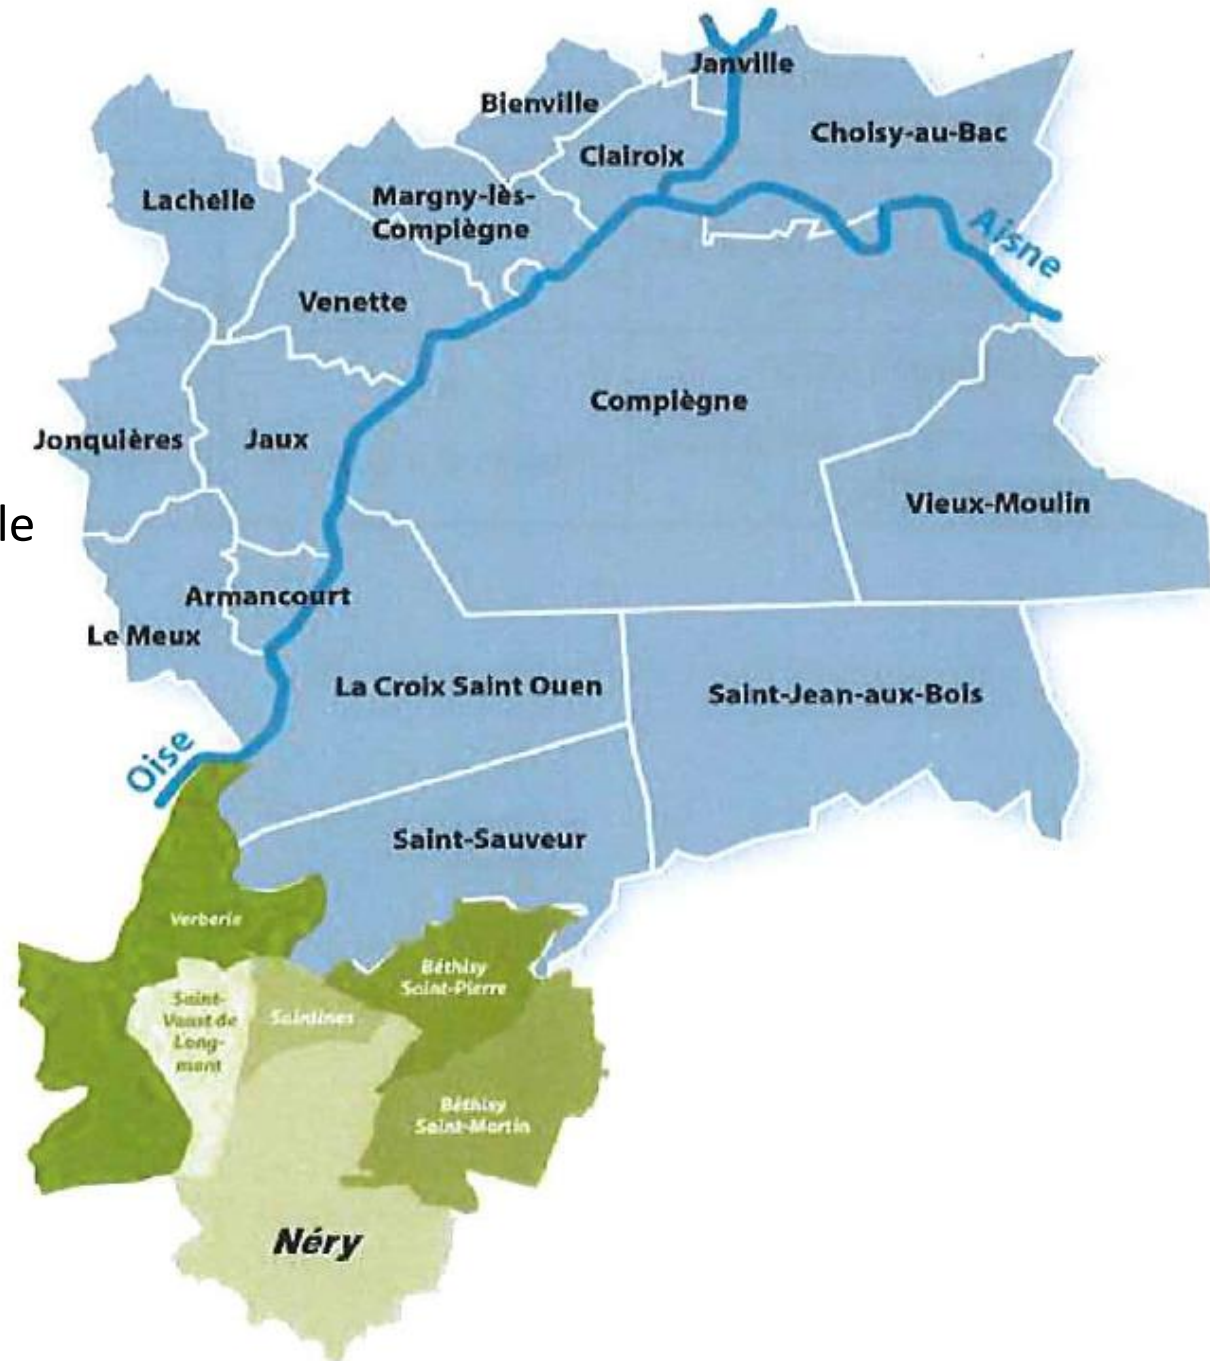 Janville
Bienville
Choisy-au-Bac
Clairoix
Lachelle
Margny-lès-
Compiègne
Aisne
Venette
Compiègne
Jonquières
Jaux
Vieux-Moulin
le
Armancourt
Le Meux
La Croix Saint Ouen
Saint-Jean-aux-Bois
Oise
Saint-Sauveur
Verberie
Béthisy
Saint-Pierre
Saint-
Vaast de
Long-
mont
Saintines
Béthisy
Saint-Martin
Néry